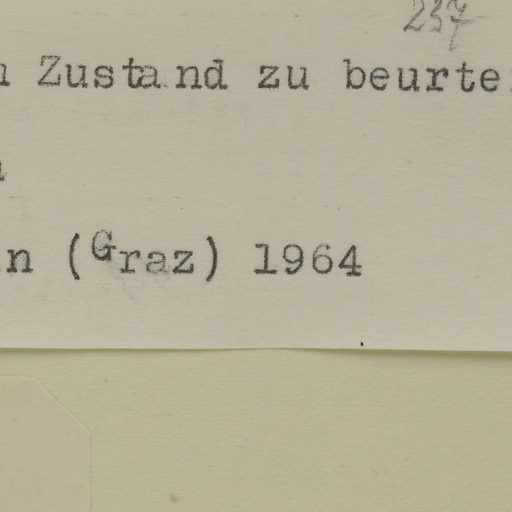 237
Zustand zu beurte
n (Graz) 1964